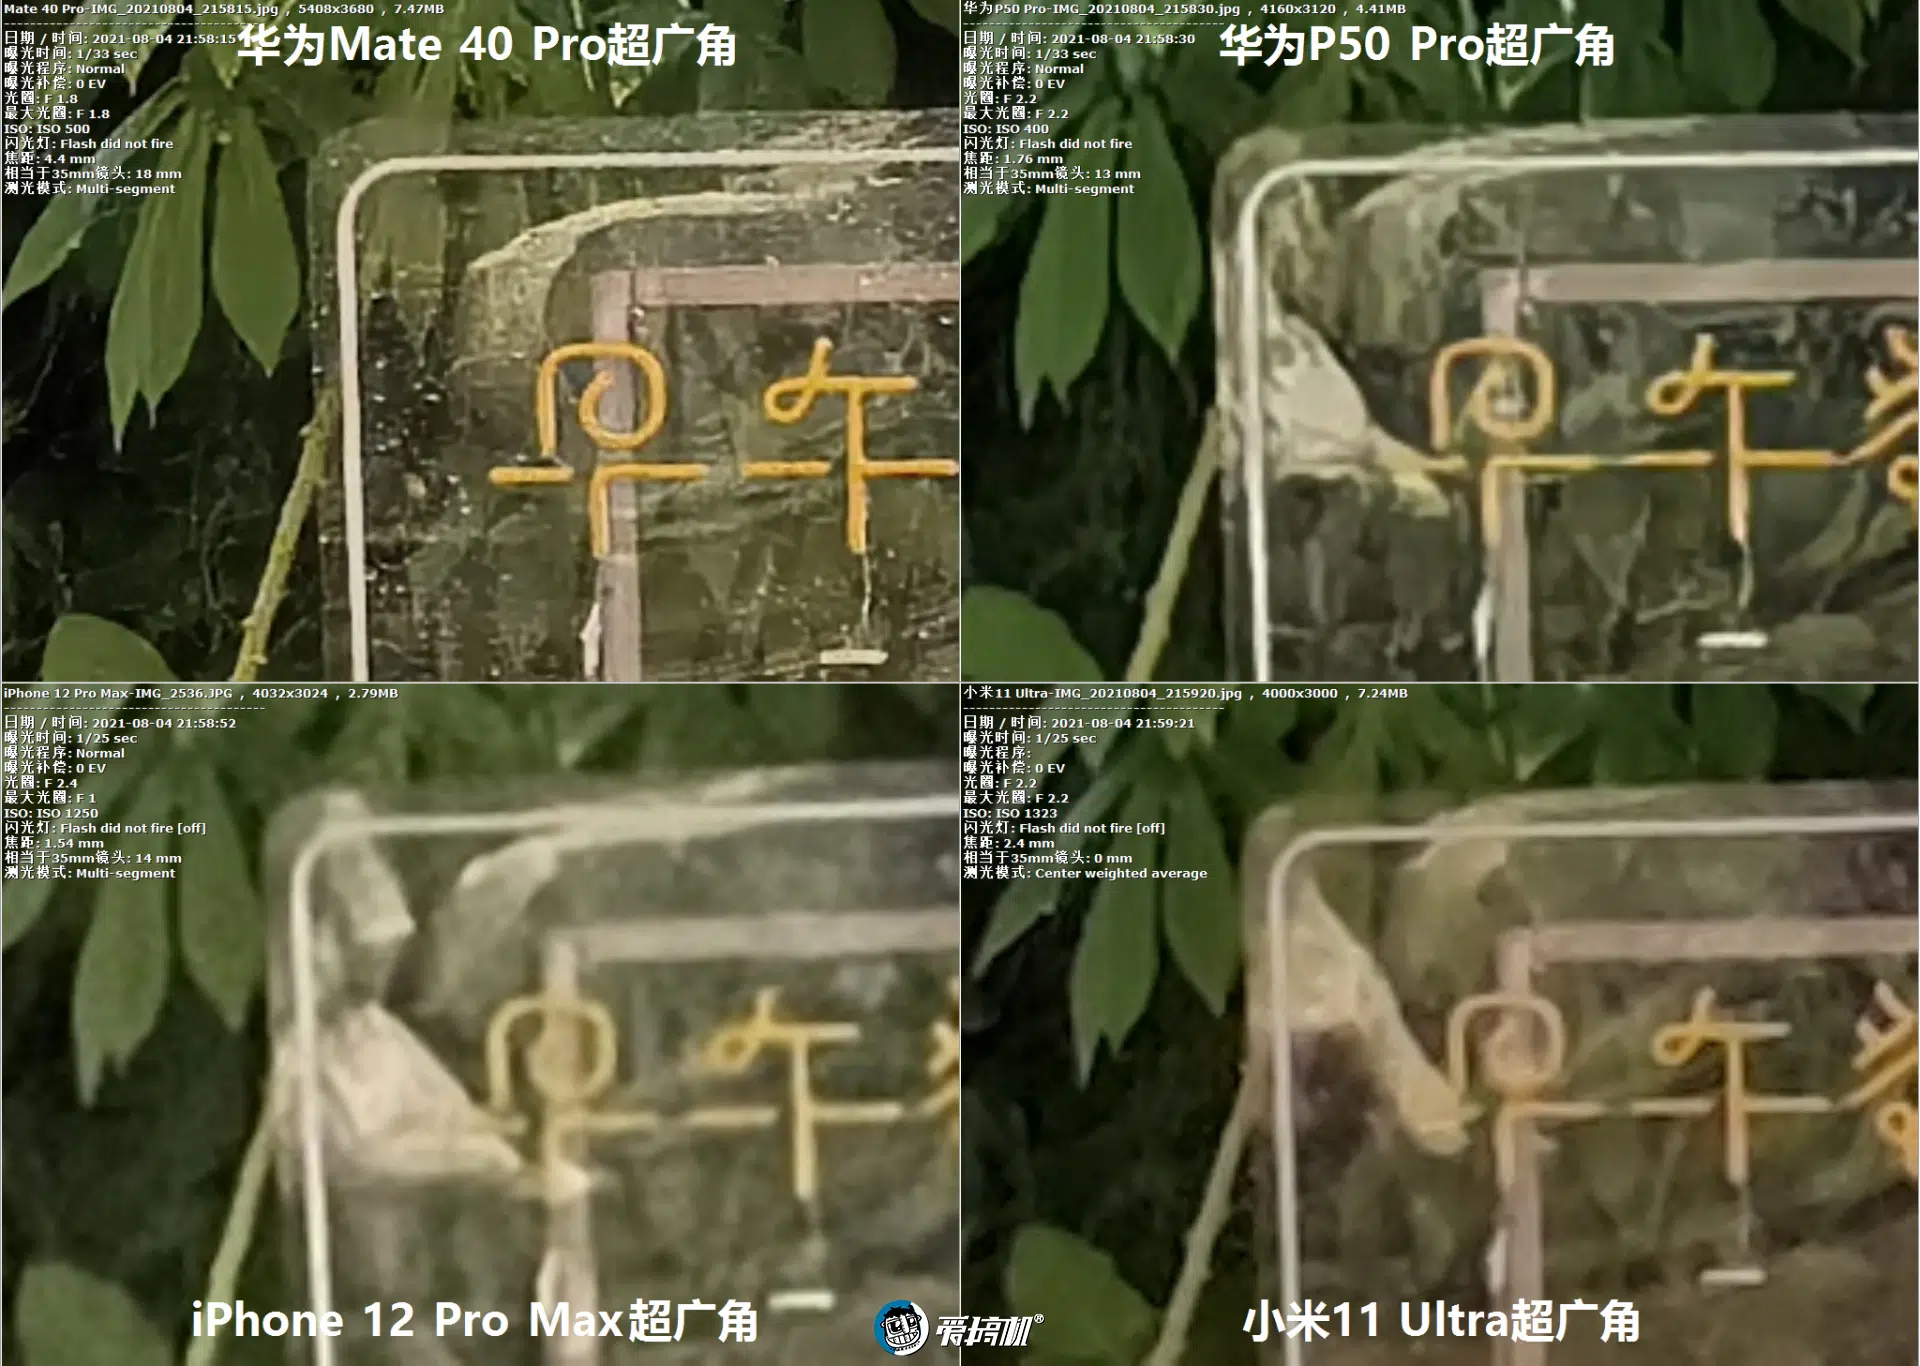 Mate 40 Pro-IMG_20210804_215815.jpg , 5408x3680 , 7.47MB
日期 / 时间: 2021-08-04 21:58:15
曝光时间: 1/33 sec
曝光程序: Normal
曝光补偿: 0 EV
光圈: F 1.8
最大光圈: F 1.8
ISO: ISO 500
闪光灯: Flash did not fire
焦距: 4.4 mm
相当于35mm镜头: 18 mm
测光模式: Multi-segment
华为Mate 40 Pro超广角
华为P50 Pro-IMG_20210804_215830.jpg , 4160x3120 , 4.41MB
日期 / 时间: 2021-08-04 21:58:30
曝光时间: 1/33 sec
曝光程序: Normal
曝光补偿: 0 EV
光圈: F 2.2
最大光圈: F 2.2
ISO: ISO 400
闪光灯: Flash did not fire
焦距: 1.76 mm
相当于35mm镜头: 13 mm
测光模式: Multi-segment
华为P50 Pro超广角
iPhone 12 Pro Max-IMG_2536.JPG , 4032x3024 , 2.79MB
日期 / 时间: 2021-08-04 21:58:52
曝光时间: 1/25 sec
曝光程序: Normal
曝光补偿: 0 EV
光圈: F 2.4
最大光圈: F 1
ISO: ISO 1250
闪光灯: Flash did not fire [off]
焦距: 1.54 mm
相当于35mm镜头: 14 mm
测光模式: Multi-segment
iPhone 12 Pro Max超广角
小米11 Ultra-IMG_20210804_215920.jpg , 4000x3000 , 7.24MB
日期 / 时间: 2021-08-04 21:59:21
曝光时间: 1/25 sec
曝光程序:
曝光补偿: 0 EV
光圈: F 2.2
最大光圈: F 2.2
ISO: ISO 1323
闪光灯: Flash did not fire [off]
焦距: 2.4 mm
相当于35mm镜头: 0 mm
测光模式: Center weighted average
小米11 Ultra超广角
爱搞机®